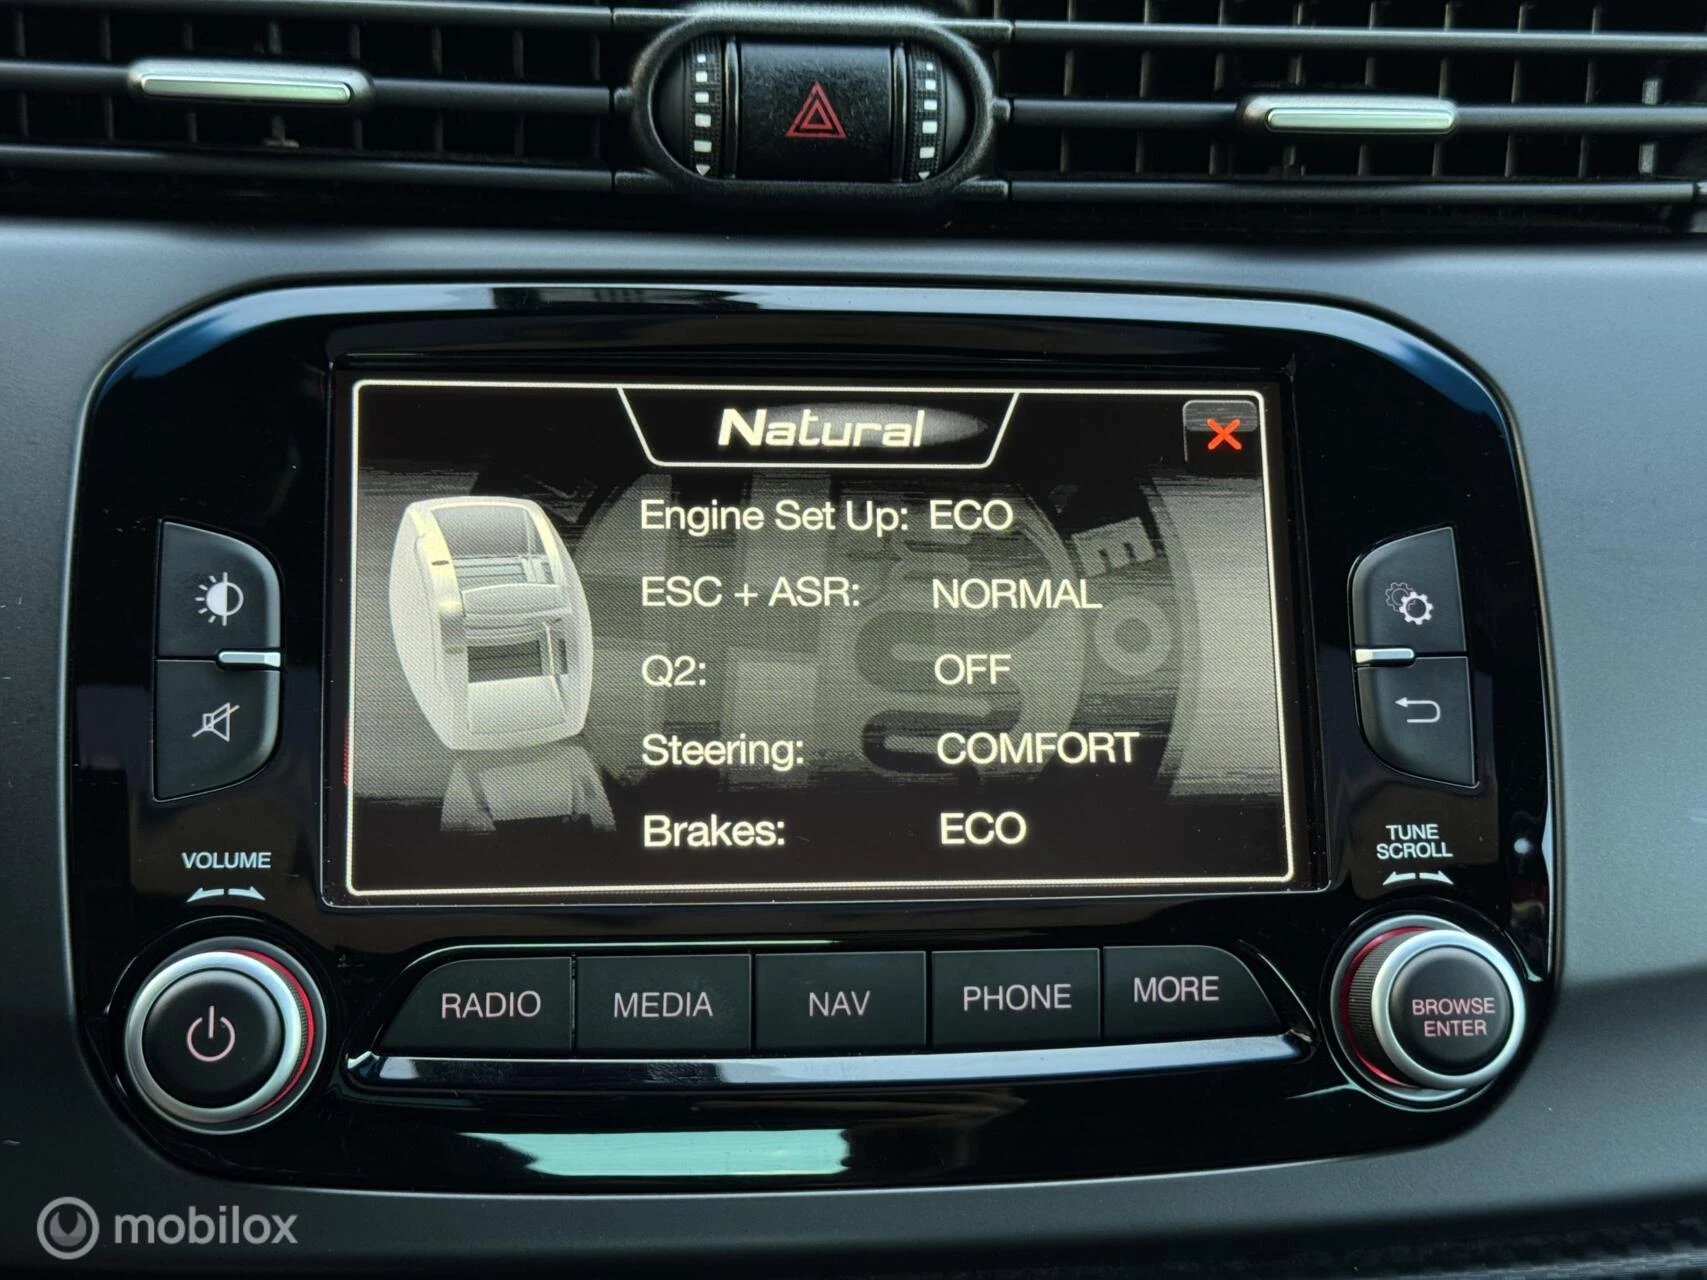 Natural
Engine Set Up: ECO
ESC + ASR: NORMAL
Q2: OFF
Steering: COMFORT
Brakes: ECO
VOLUME
TUNE
SCROLL
RADIO MEDIA NAV PHONE MORE
BROWSE
ENTER
mobilox